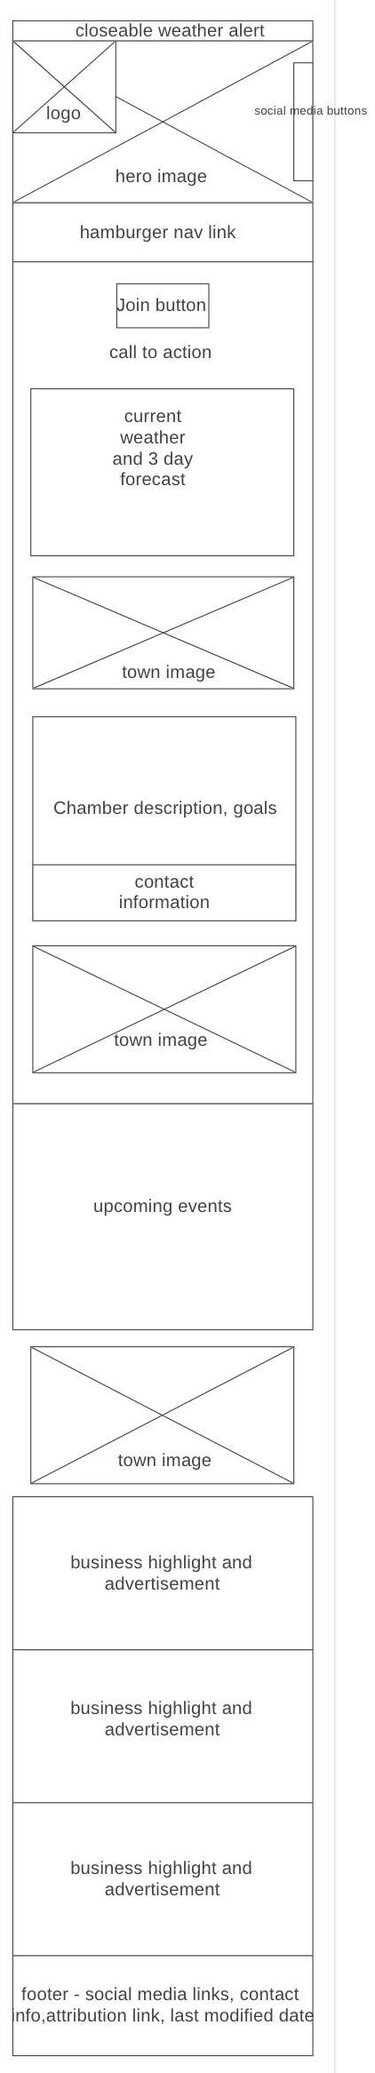 closeable weather alert
logo
social media buttons
hero image
hamburger nav link
Join button
call to action
current
weather
and 3 day
forecast
town image
Chamber description, goals
contact
information
town image
upcoming events
town image
business highlight and
advertisement
business highlight and
advertisement
business highlight and
advertisement
footer - social media links, contact
info,attribution link, last modified date